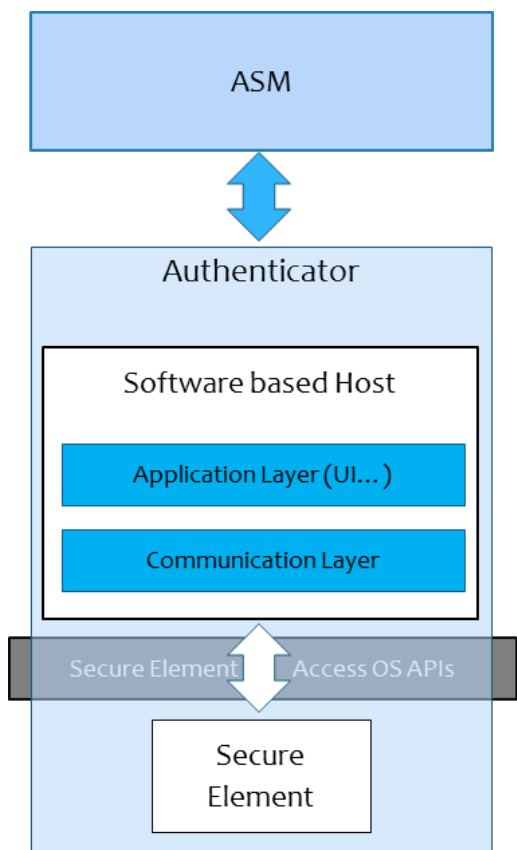 ASM
Authenticator
Software based Host
Application Layer (UI...)
Communication Layer
Secure Element Access OS APIs
Secure
Element